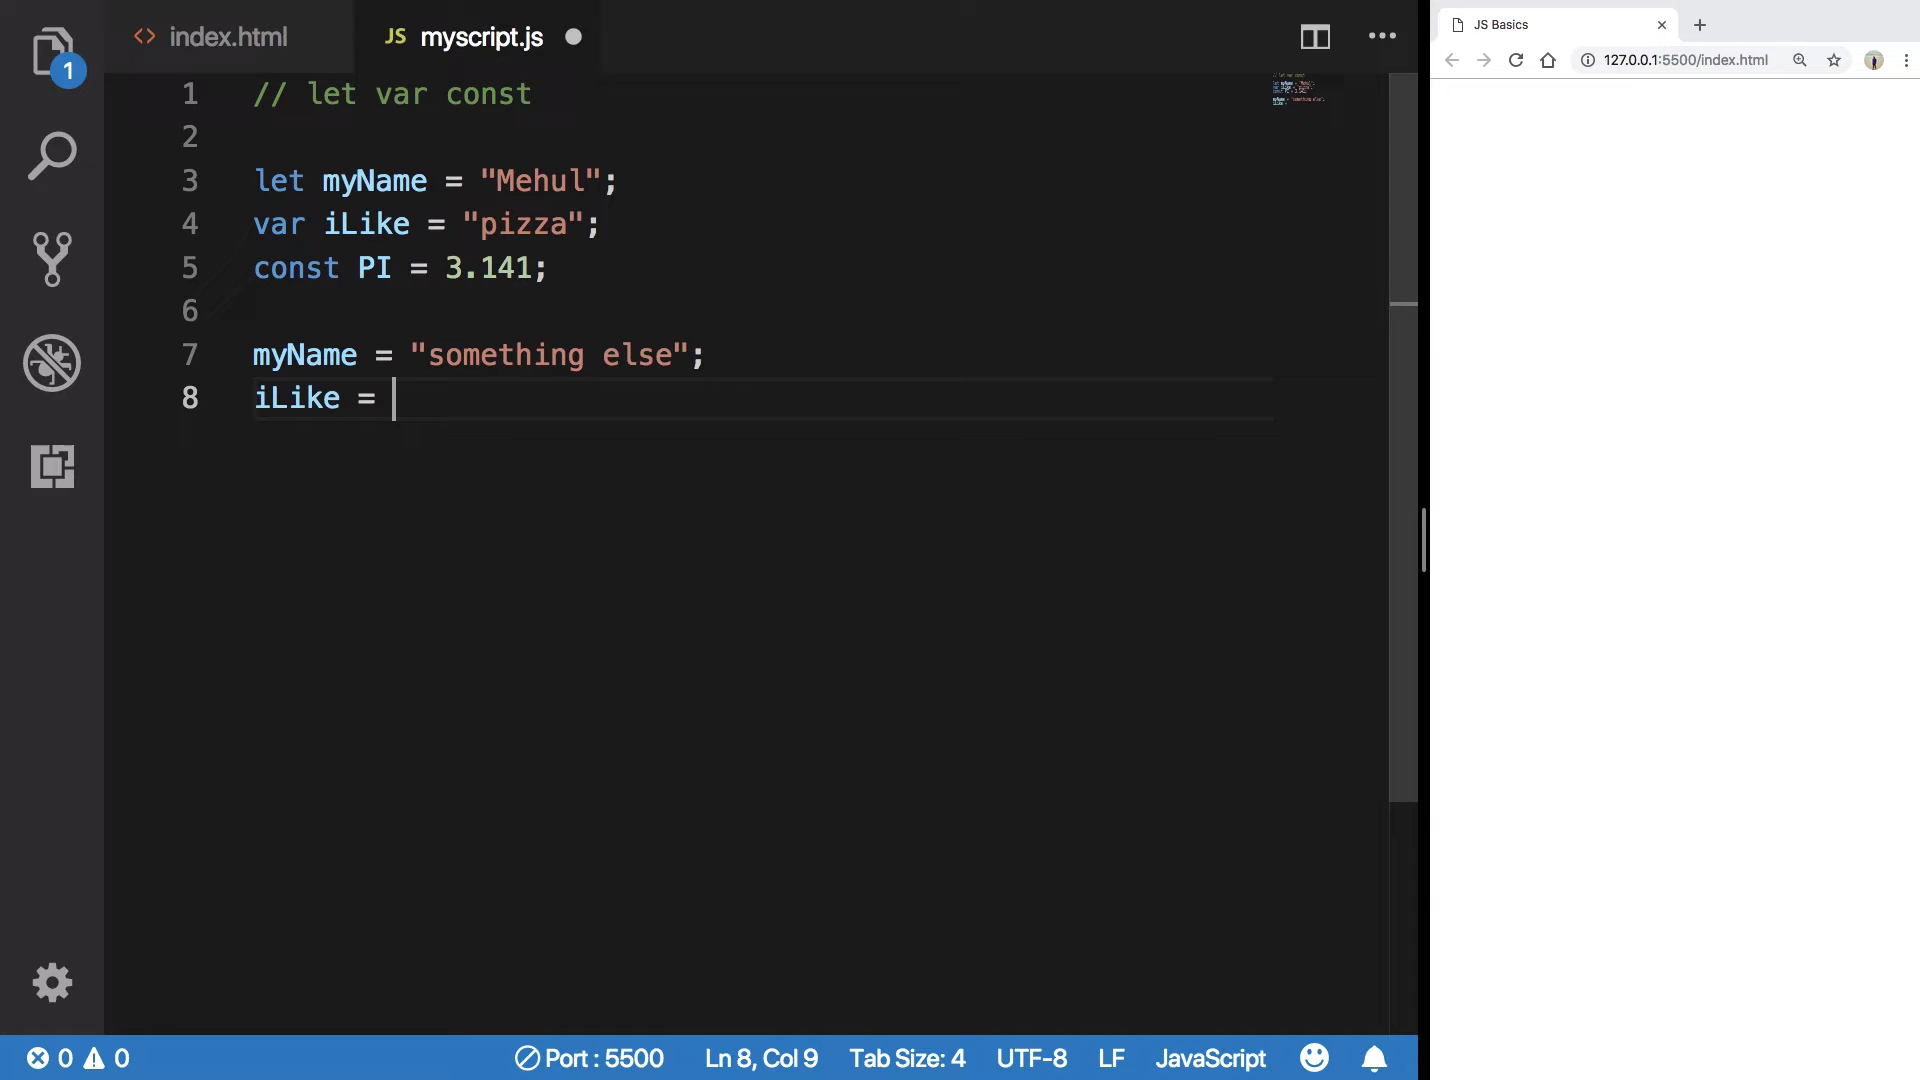 index.html
JS myscript.js
JS Basics
127.0.0.1:5500/index.html
1
1 // let var const
2
3 let myName = "Mehul";
4 var iLike = "pizza";
5 const PI = 3.141;
6
7 myName = "something else";
8 iLike =
0 0 Port : 5500 Ln 8, Col 9 Tab Size: 4 UTF-8 LF JavaScript